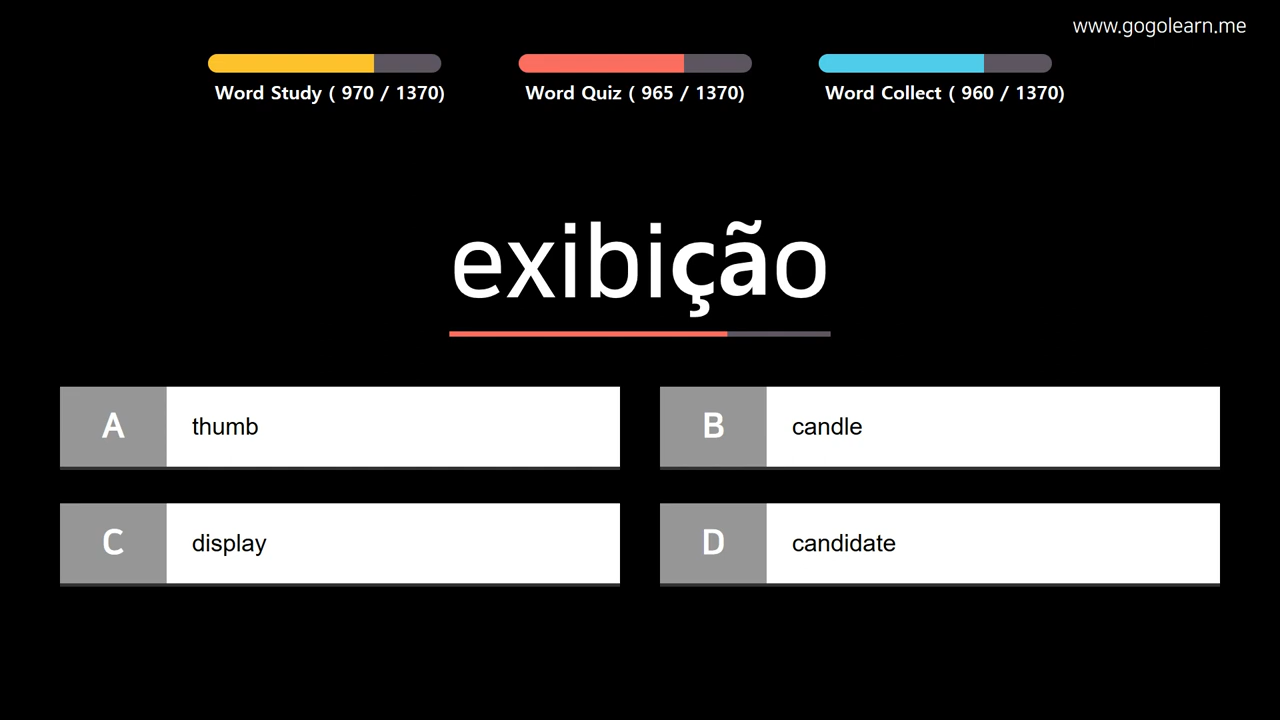 www.gogolearn.me
Word Study ( 970 / 1370)
Word Quiz ( 965 / 1370)
Word Collect ( 960 / 1370)
exibição
A
thumb
B
candle
C
display
D
candidate